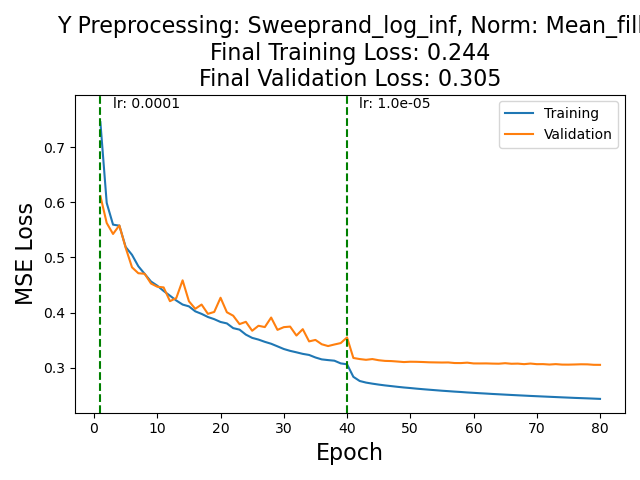 Y Preprocessing: Sweeprand_log_inf, Norm: Mean_fill
Final Training Loss: 0.244
Final Validation Loss: 0.305
lr: 0.0001
lr: 1.0e-05
Training
Validation
MSE Loss
0.7
0.6
0.5
0.4
0.3
0
10
20
30
40
50
60
70
80
Epoch